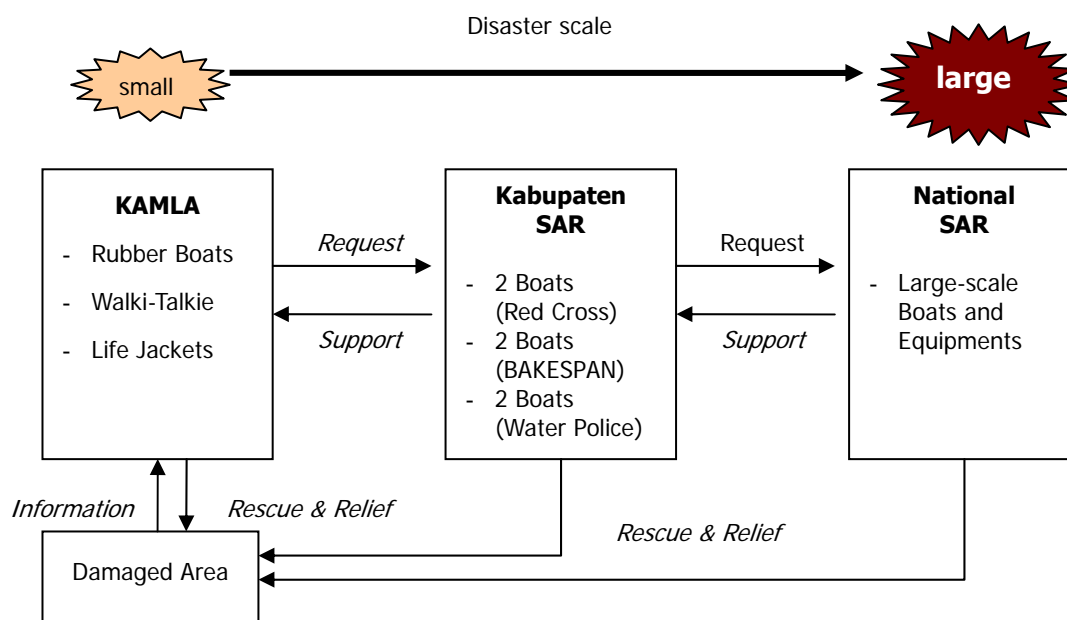 Disaster scale
small
large
KAMLA
- Rubber Boats
- Walki-Talkie
- Life Jackets
Request
Support
Kabupaten
SAR
- 2 Boats
(Red Cross)
- 2 Boats
(BAKESPAN)
- 2 Boats
(Water Police)
Request
Support
National
SAR
- Large-scale
Boats and
Equipments
Information
Rescue & Relief
Rescue & Relief
Damaged Area